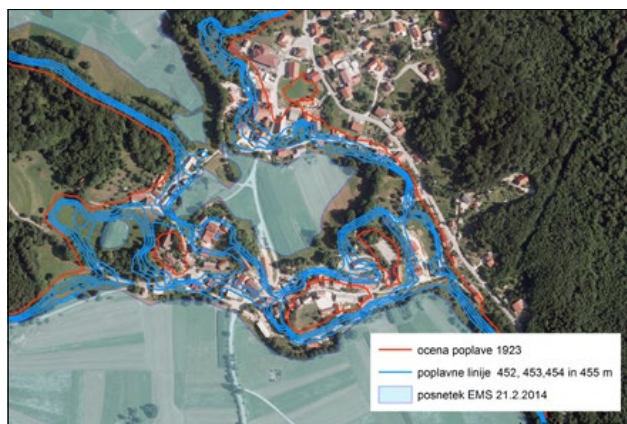 ocena poplave 1923
poplavne linije 452, 453,454 in 455 m
posnetek EMS 21.2.2014